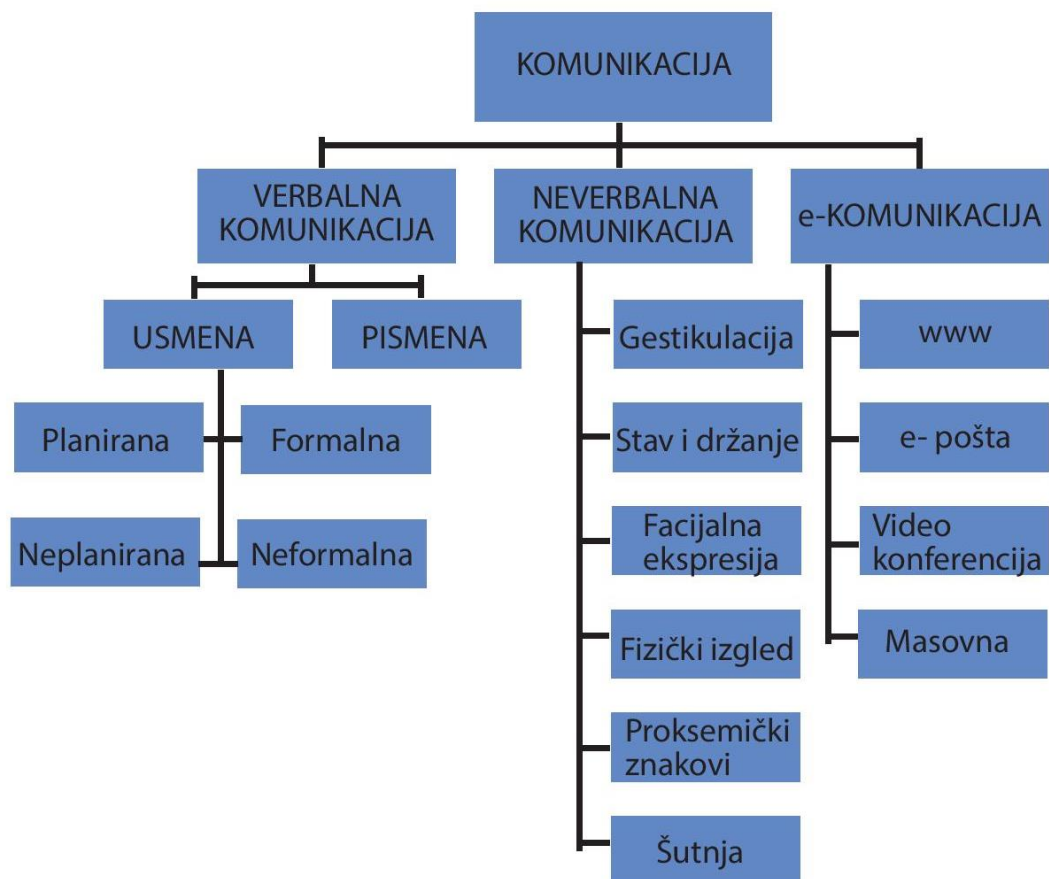 KOMUNIKACIJA
VERBALNA
KOMUNIKACIJA
NEVERBALNA
KOMUNIKACIJA
e-KOMUNIKACIJA
USMENA
PISMENA
Planirana
Formalna
Neplanirana
Neformalna
Gestikulacija
Stav i držanje
Facijalna
ekspresija
Fizički izgled
Proksemički
znakovi
Šutnja
www
e- pošta
Video
konferencija
Masovna